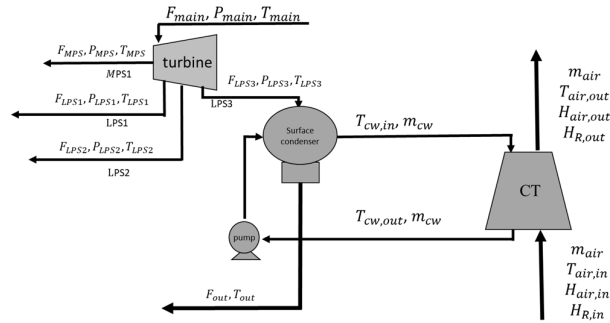 F_main, P_main, T_main
turbine
F_MPS, P_MPS, T_MPS
MPS1
F_LPS1, P_LPS1, T_LPS1
LPS1
F_LPS2, P_LPS2, T_LPS2
LPS2
F_LPS3, P_LPS3, T_LPS3
LPS3
Surface
condenser
T_cw,in, m_cw
m_air
T_air,out
H_air,out
H_R,out
CT
T_cw,out, m_cw
pump
m_air
T_air,in
H_air,in
H_R,in
F_out, T_out